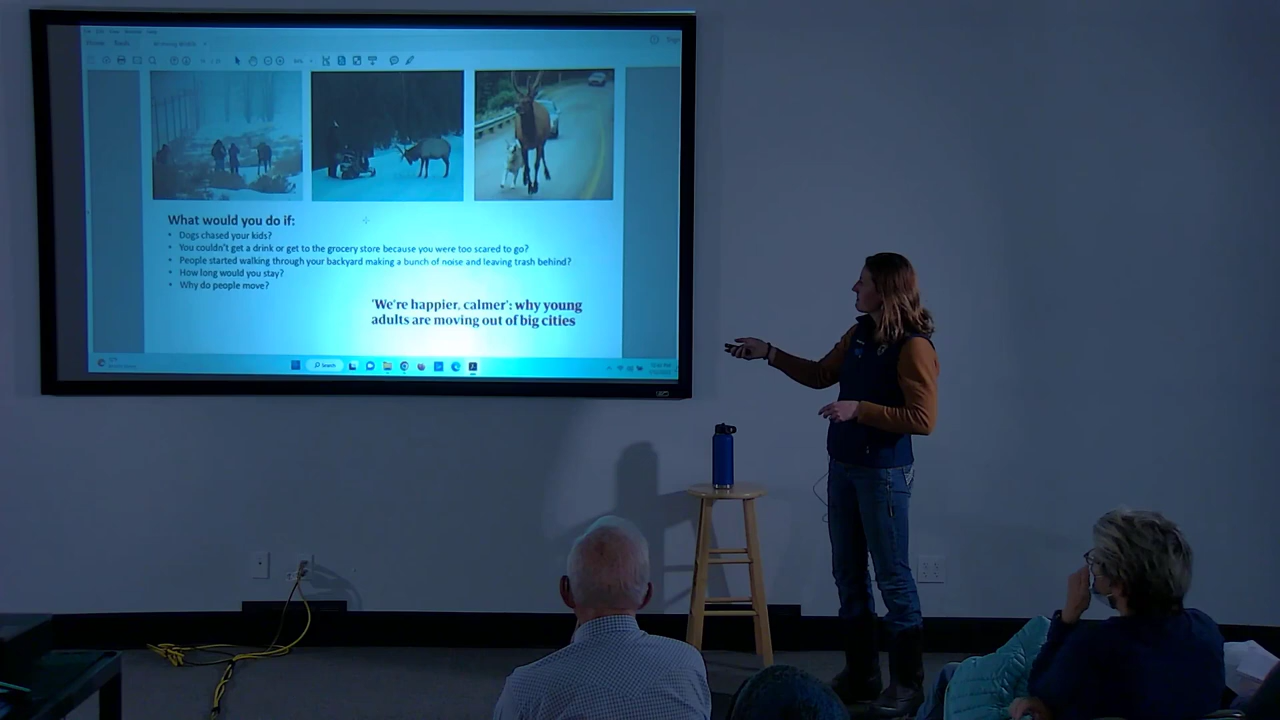 Home Tools
What would you do if:
• Dogs chased your kids?
• You couldn't get a drink or get to the grocery store because you were too scared to go?
• People started walking through your backyard making a bunch of noise and leaving trash behind?
• How long would you stay?
• Why do people move?
'We're happier, calmer': why young
adults are moving out of big cities
Search